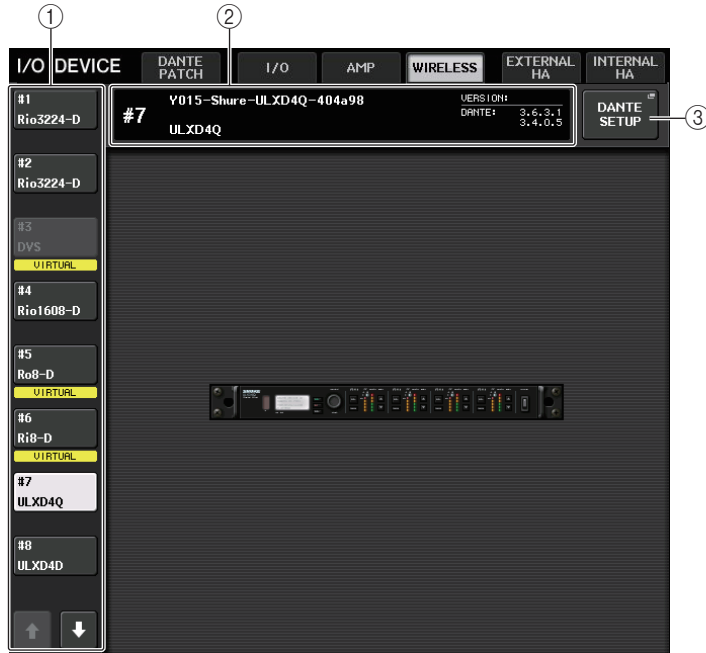 ① ②
I/O DEVICE
DANTE PATCH
I/O
AMP
WIRELESS
EXTERNAL HA
INTERNAL HA
#1
Rio3224-D
#2
Rio3224-D
#3
DVS
VIRTUAL
#4
Rio1608-D
#5
Ro8-D
VIRTUAL
#6
Ri8-D
VIRTUAL
#7
ULXD4Q
#8
ULXD4D
#7
Y015-Shure-ULXD4Q-404a98
ULXD4Q
VERSION:
DANTE: 3.6.3.1
3.4.0.5
DANTE SETUP
③